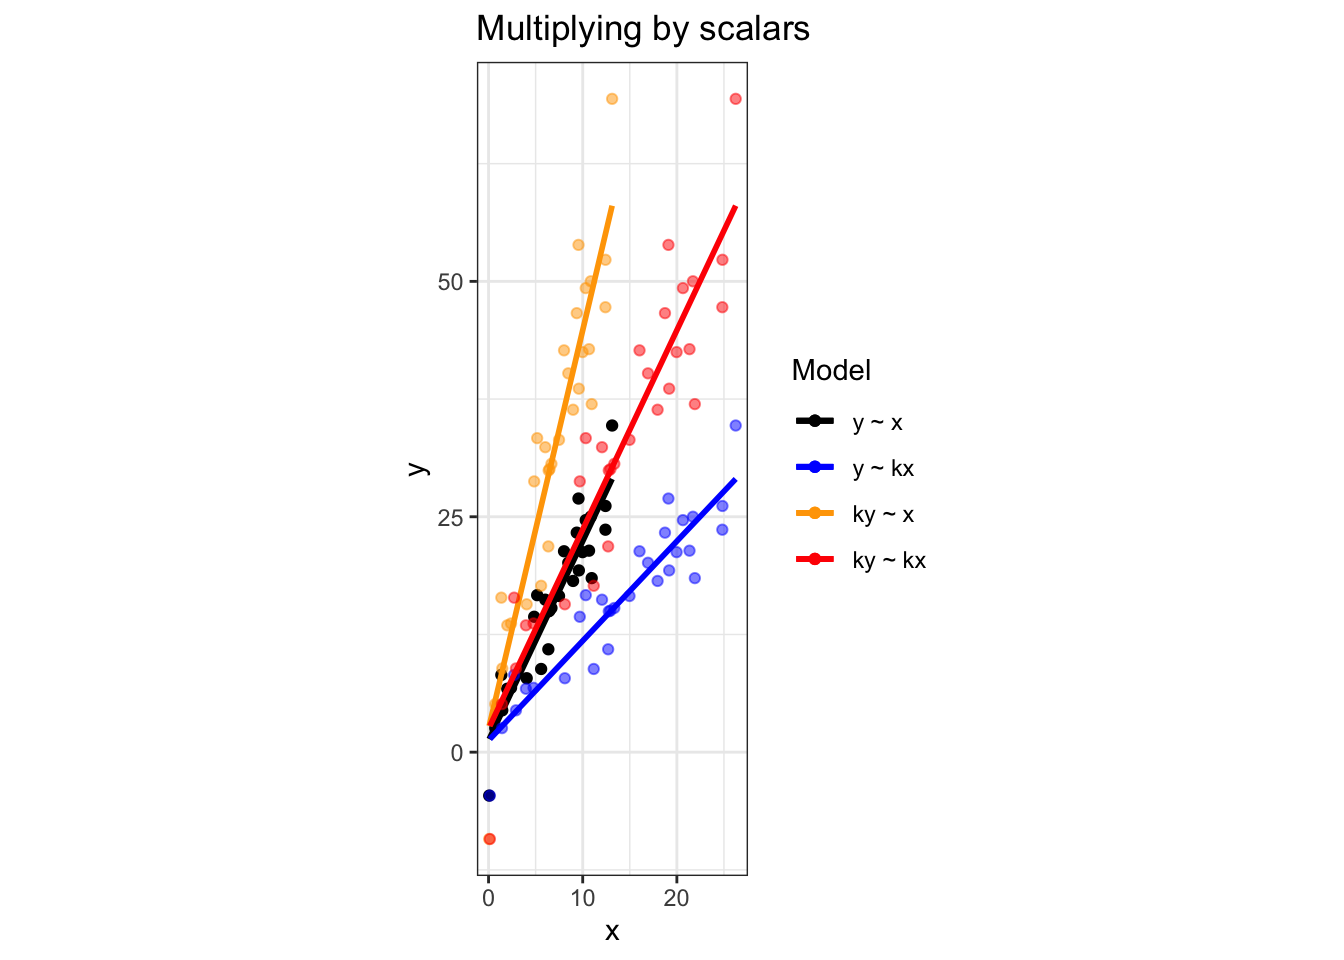 Multiplying by scalars
50
25
0
y
0 10 20
x
Model
y ~ x
y ~ kx
ky ~ x
ky ~ kx